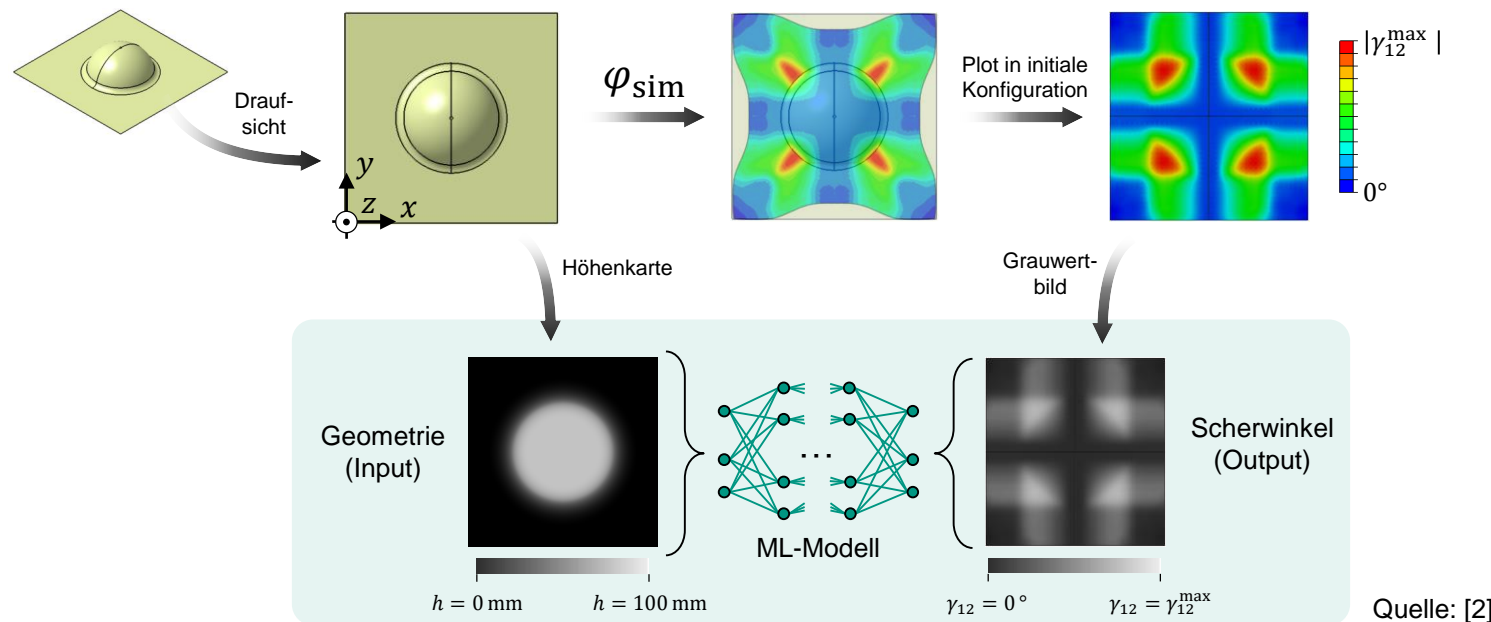 Drauf-
sicht
y
z
x
φsim
Plot in initiale
Konfiguration
|γ₁₂ᵐᵃˣ |
0°
Höhenkarte
Grauwert-
bild
Geometrie
(Input)
...
ML-Modell
Scherwinkel
(Output)
h = 0 mm
h = 100 mm
γ₁₂ = 0 °
γ₁₂ = γ₁₂ᵐᵃˣ
Quelle: [2]